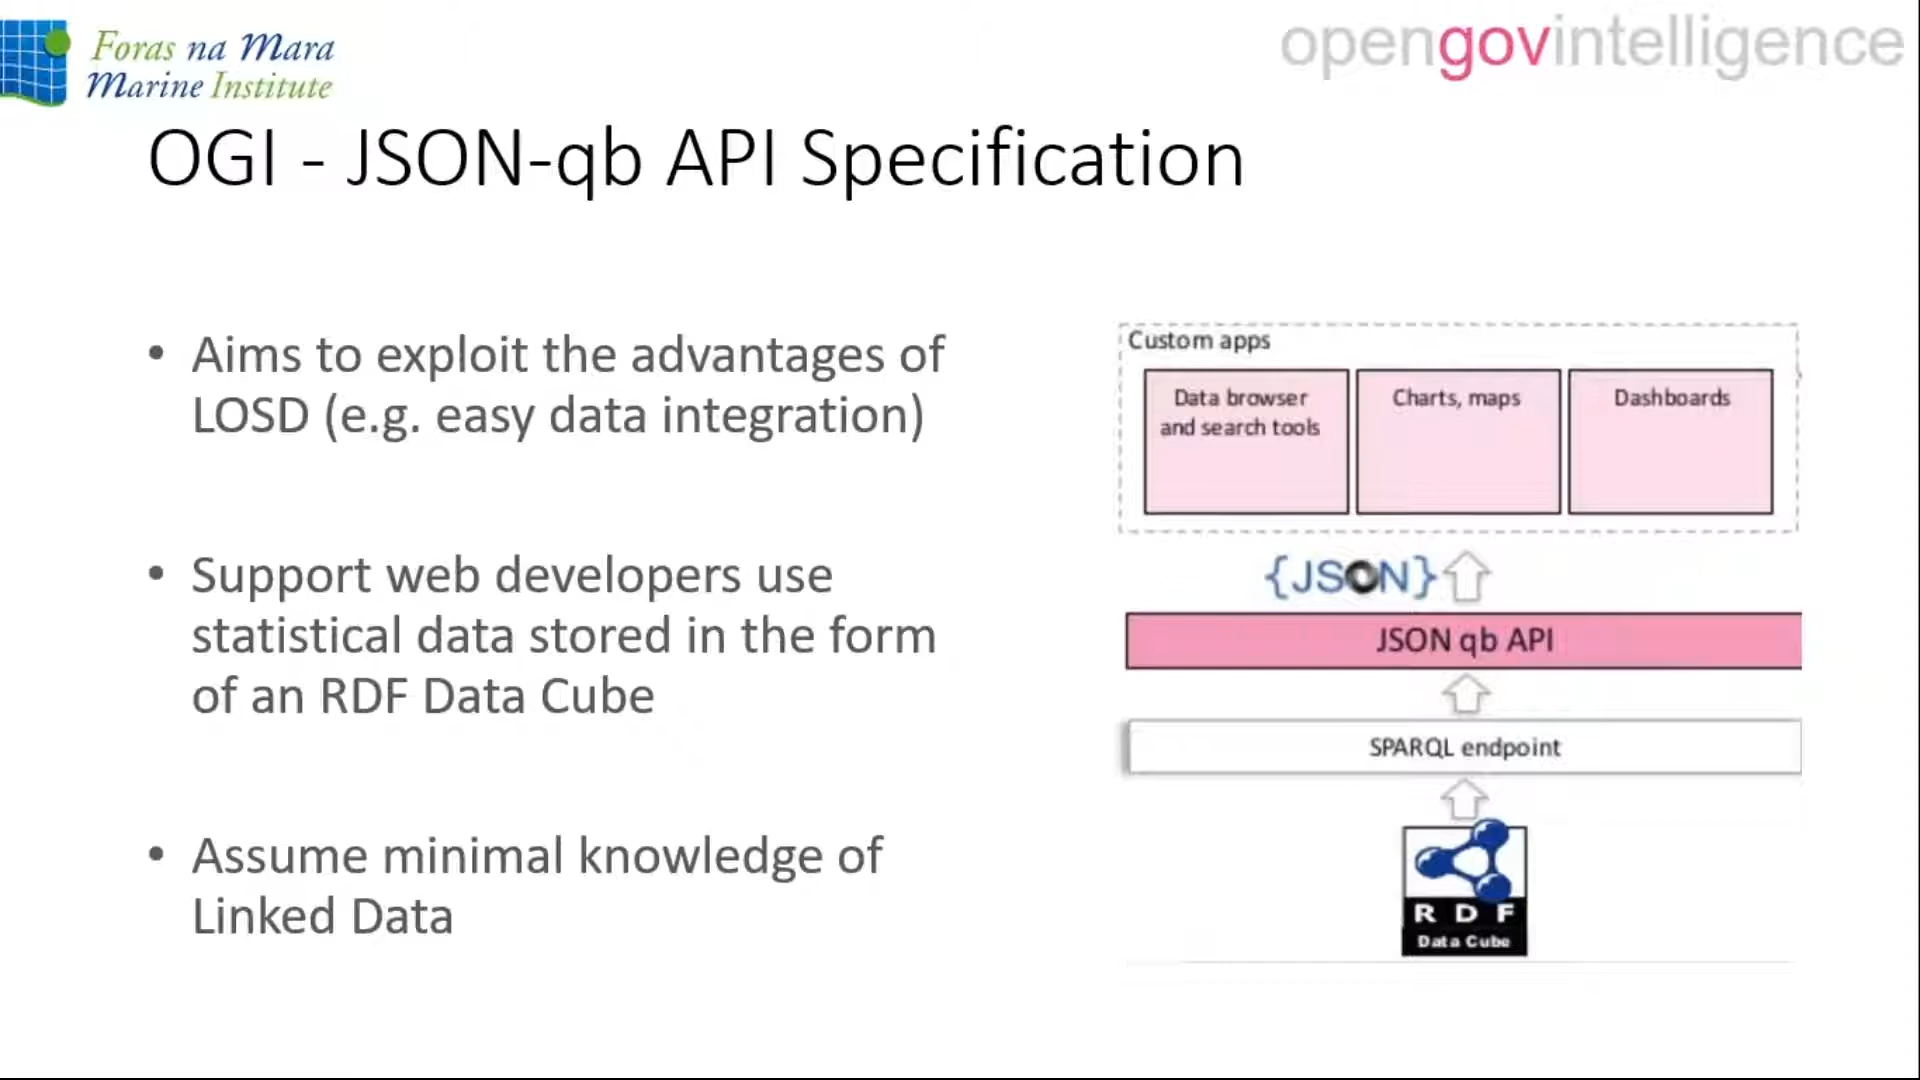 Foras na Mara
Marine Institute
opengovintelligence
OGI - JSON-qb API Specification
• Aims to exploit the advantages of
LOSD (e.g. easy data integration)
• Support web developers use
statistical data stored in the form
of an RDF Data Cube
• Assume minimal knowledge of
Linked Data
Custom apps
Data browser
and search tools
Charts, maps
Dashboards
{JSON}
JSON qb API
SPARQL endpoint
RDF
Data Cube